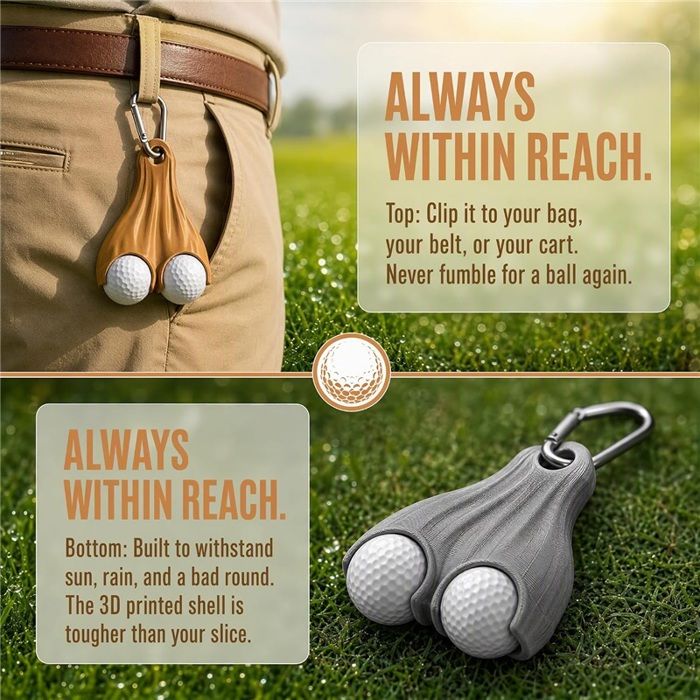 ALWAYS
WITHIN REACH.
Top: Clip it to your bag,
your belt, or your cart.
Never fumble for a ball again.
ALWAYS
WITHIN REACH.
Bottom: Built to withstand
sun, rain, and a bad round.
The 3D printed shell is
tougher than your slice.